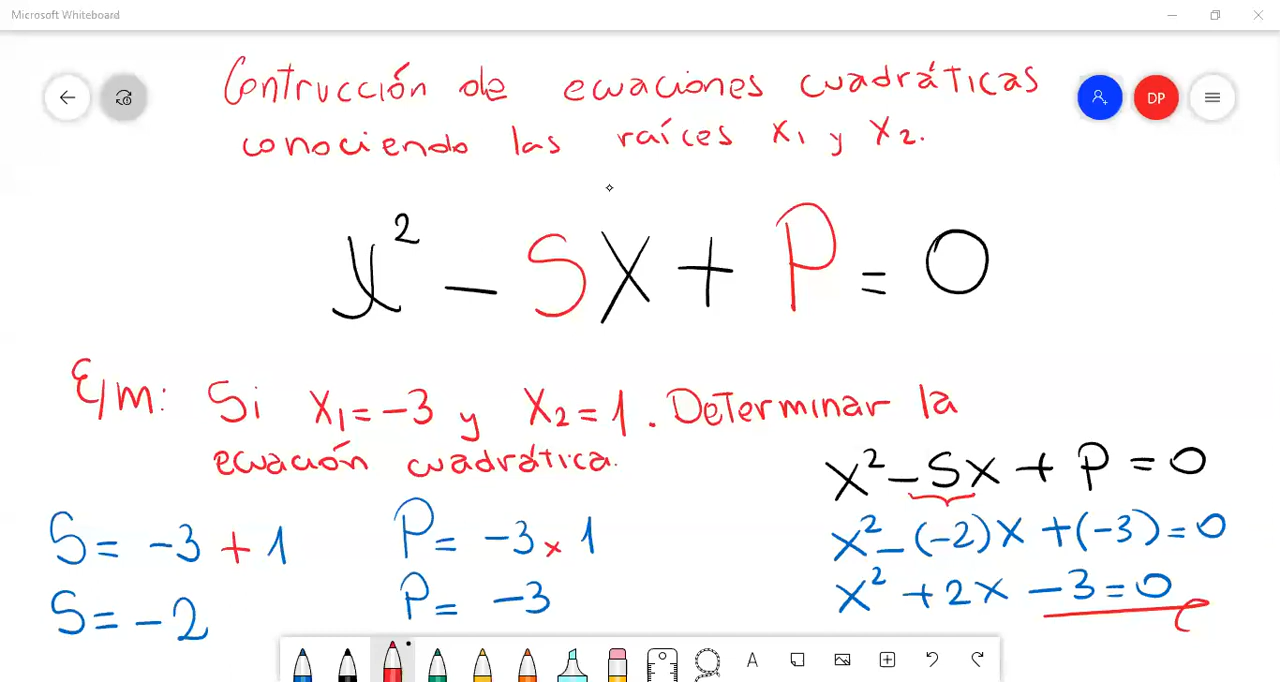 Microsoft Whiteboard
Contrucción de ecuaciones cuadráticas
conociendo las raíces x₁ y x₂.
DP
x² - Sx + P = 0
E/m: Si x₁ = -3 y x₂ = 1. Determinar la
ecuación cuadrática.
x² - Sx + P = 0
S = -3 + 1
P = -3 x 1
x² - (-2)x + (-3) = 0
S = -2
P = -3
x² + 2x - 3 = 0
A